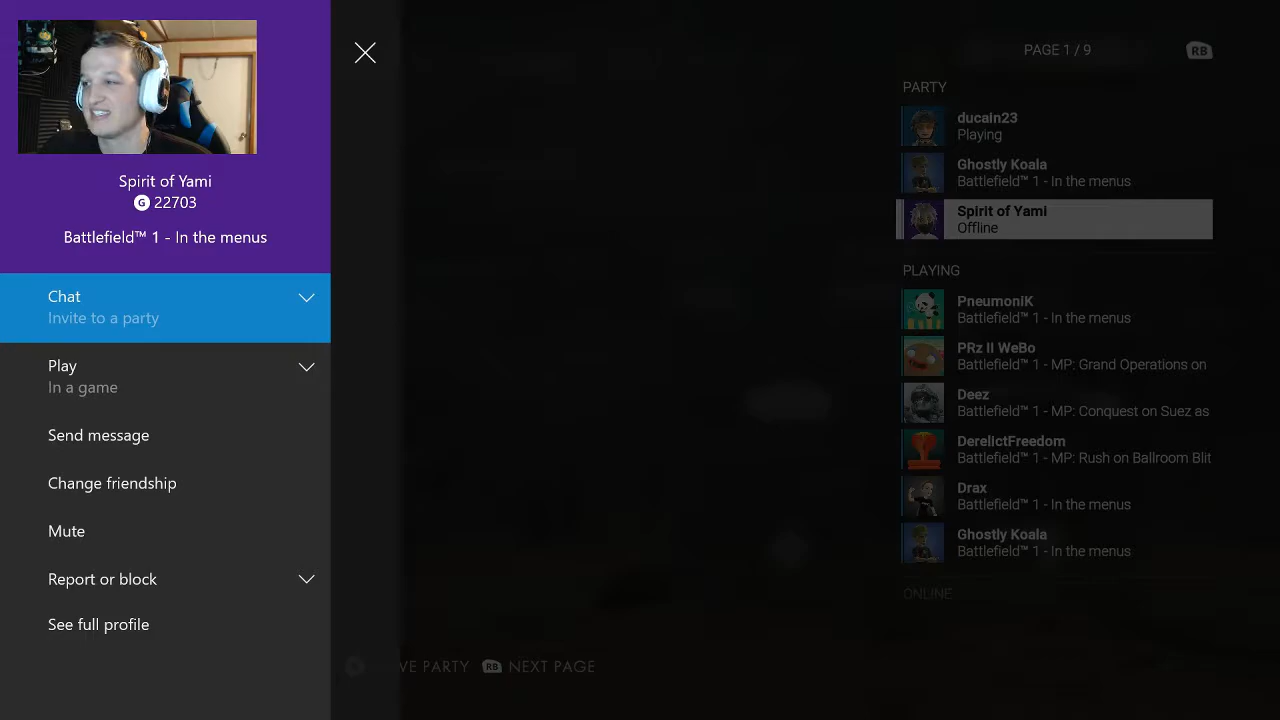 Spirit of Yami
G 22703
Battlefield™ 1 - In the menus
Chat
Invite to a party
Play
In a game
Send message
Change friendship
Mute
Report or block
See full profile
PAGE 1 / 9
RB
PARTY
ducain23
Playing
Ghostly Koala
Battlefield™ 1 - In the menus
Spirit of Yami
Offline
PLAYING
PneumoniK
Battlefield™ 1 - In the menus
PRz II WeBo
Battlefield™ 1 - MP: Grand Operations on
Deez
Battlefield™ 1 - MP: Conquest on Suez as
DerelictFreedom
Battlefield™ 1 - MP: Rush on Ballroom Blit
Drax
Battlefield™ 1 - In the menus
Ghostly Koala
Battlefield™ 1 - In the menus
ONLINE
VE PARTY RB NEXT PAGE